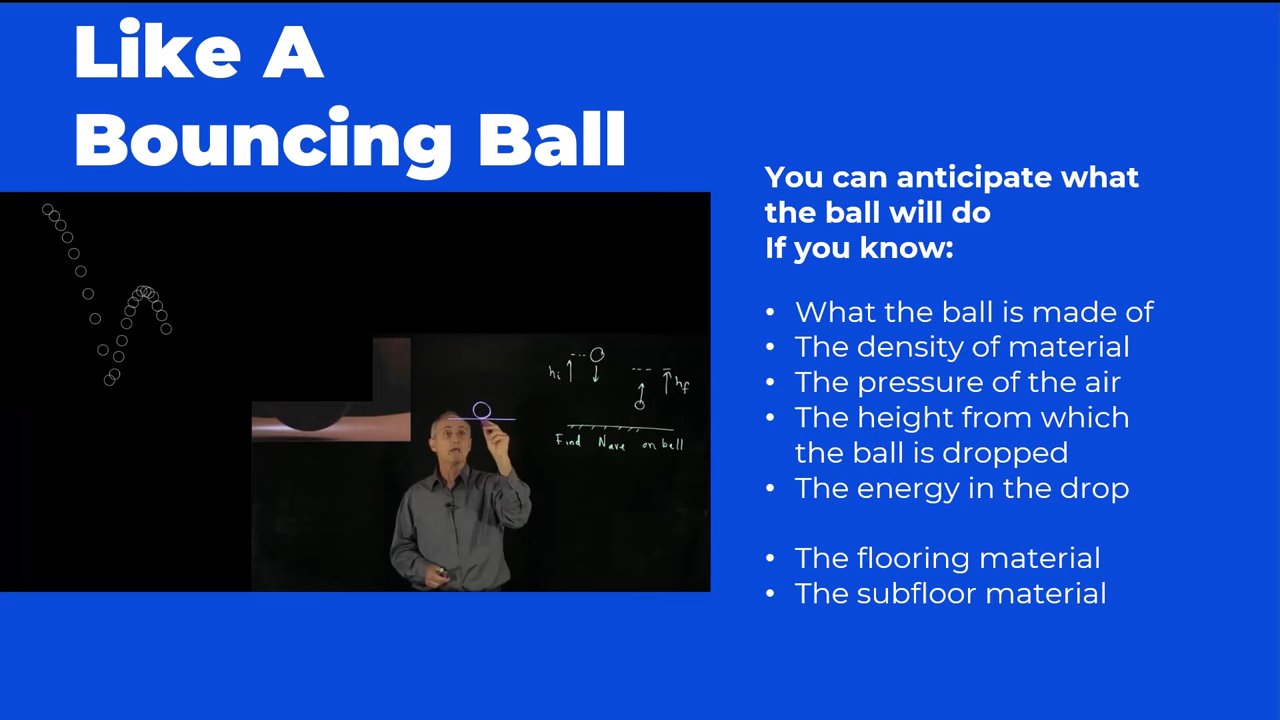 Like A
Bouncing Ball
You can anticipate what
the ball will do
If you know:
• What the ball is made of
• The density of material
• The pressure of the air
• The height from which
the ball is dropped
• The energy in the drop
• The flooring material
• The subfloor material
hi
hf
Find Nave on ball